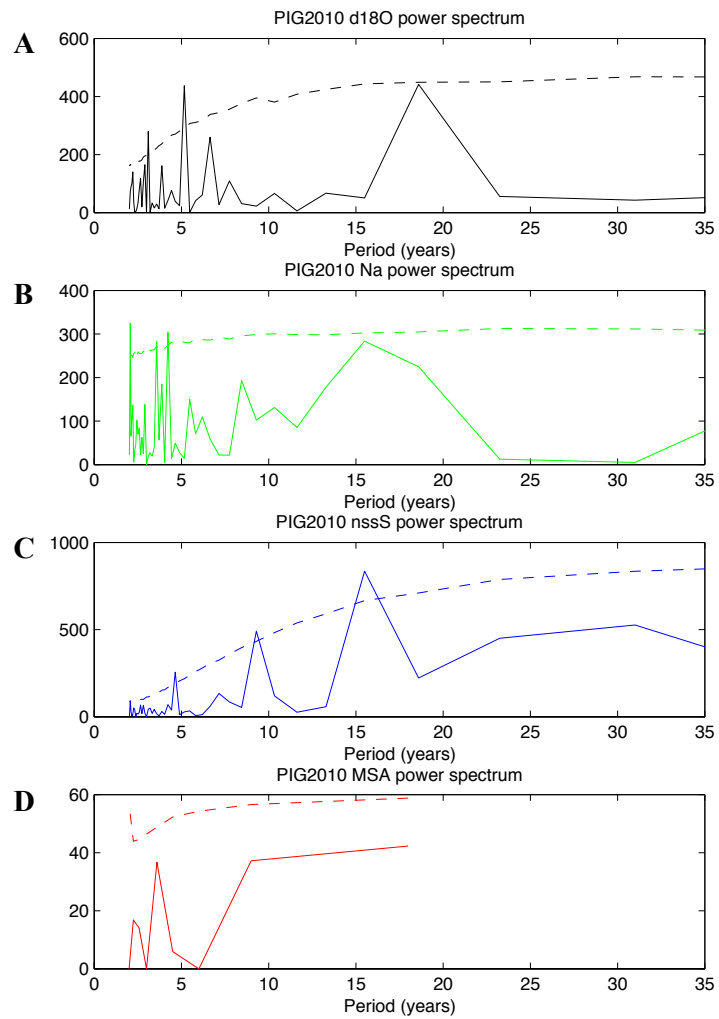 PIG2010 d18O power spectrum
A
600
400
200
0
0 5 10 15 20 25 30 35
Period (years)
PIG2010 Na power spectrum
B
400
300
200
100
0
0 5 10 15 20 25 30 35
Period (years)
PIG2010 nssS power spectrum
C
1000
500
0
0 5 10 15 20 25 30 35
Period (years)
PIG2010 MSA power spectrum
D
60
40
20
0
0 5 10 15 20 25 30 35
Period (years)